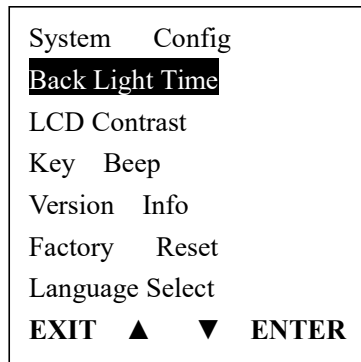 System Config
Back Light Time
LCD Contrast
Key Beep
Version Info
Factory Reset
Language Select
EXIT ▲ ▼ ENTER